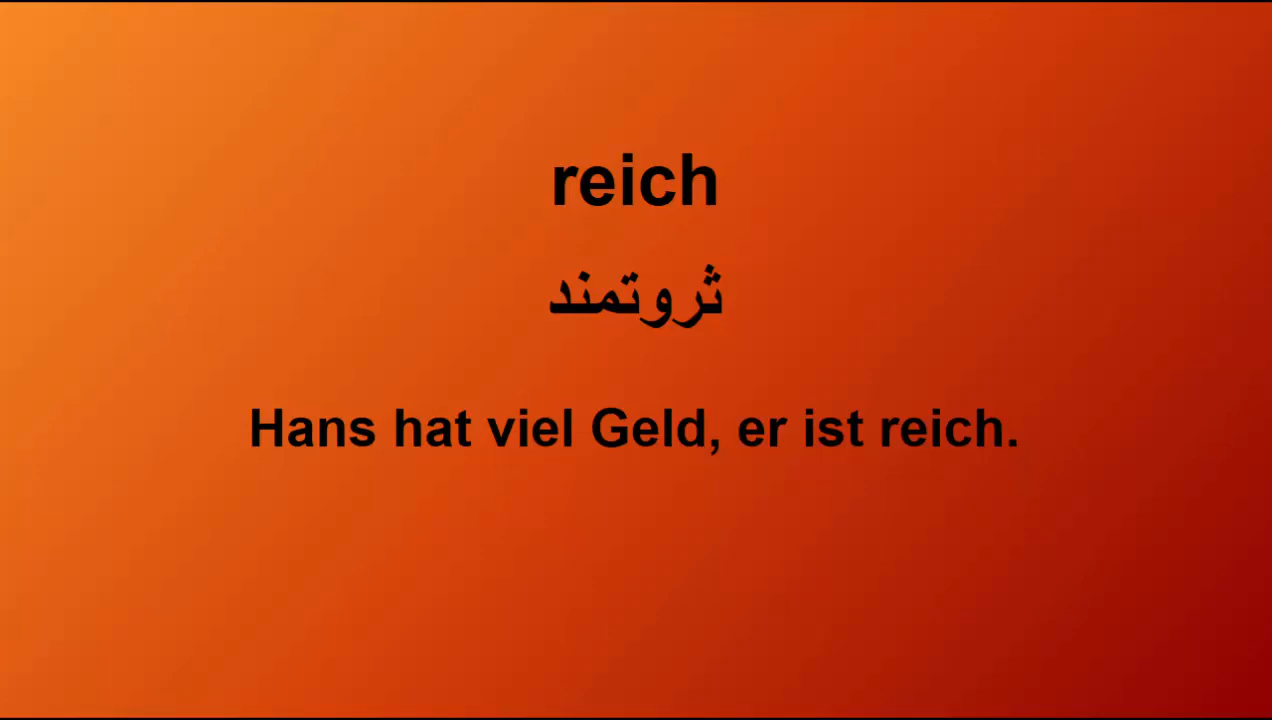 reich
ثروتمند
Hans hat viel Geld, er ist reich.